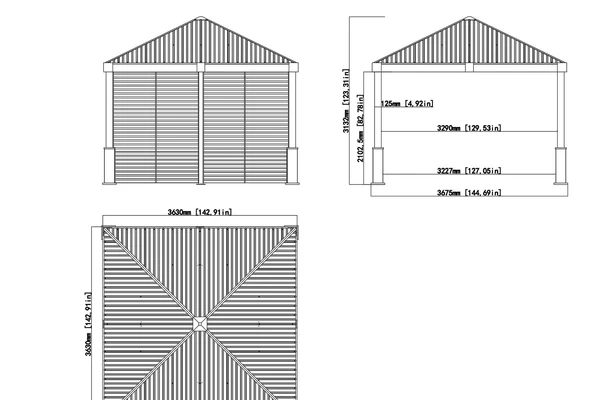 3132mm [123.31in]
2102.5mm [82.78in]
125mm [4.92in]
3290mm [129.53in]
3227mm [127.05in]
3675mm [144.69in]
3630mm [142.91in]
3630mm [142.91in]